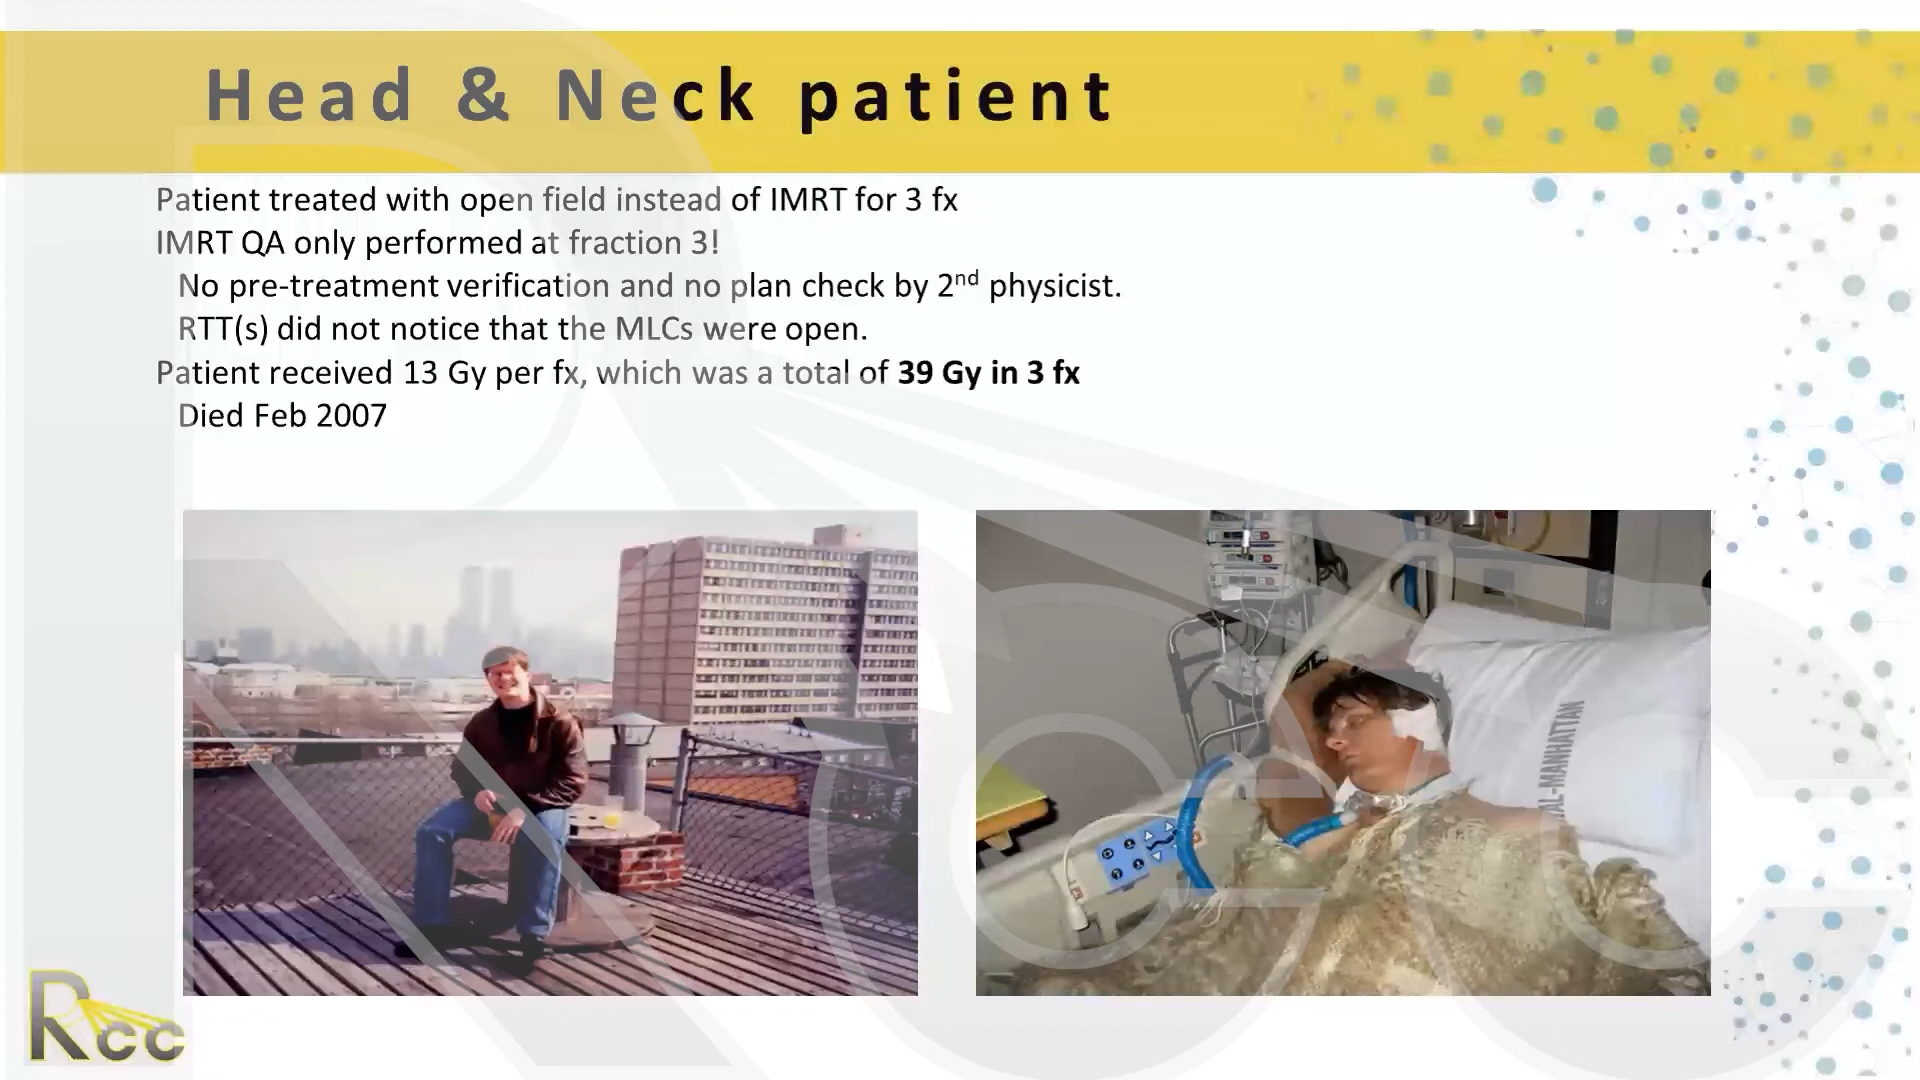 Head & Neck patient
Patient treated with open field instead of IMRT for 3 fx
IMRT QA only performed at fraction 3!
No pre-treatment verification and no plan check by 2nd physicist.
RTT(s) did not notice that the MLCs were open.
Patient received 13 Gy per fx, which was a total of 39 Gy in 3 fx
Died Feb 2007
AL-MANHATTAN
Rcc